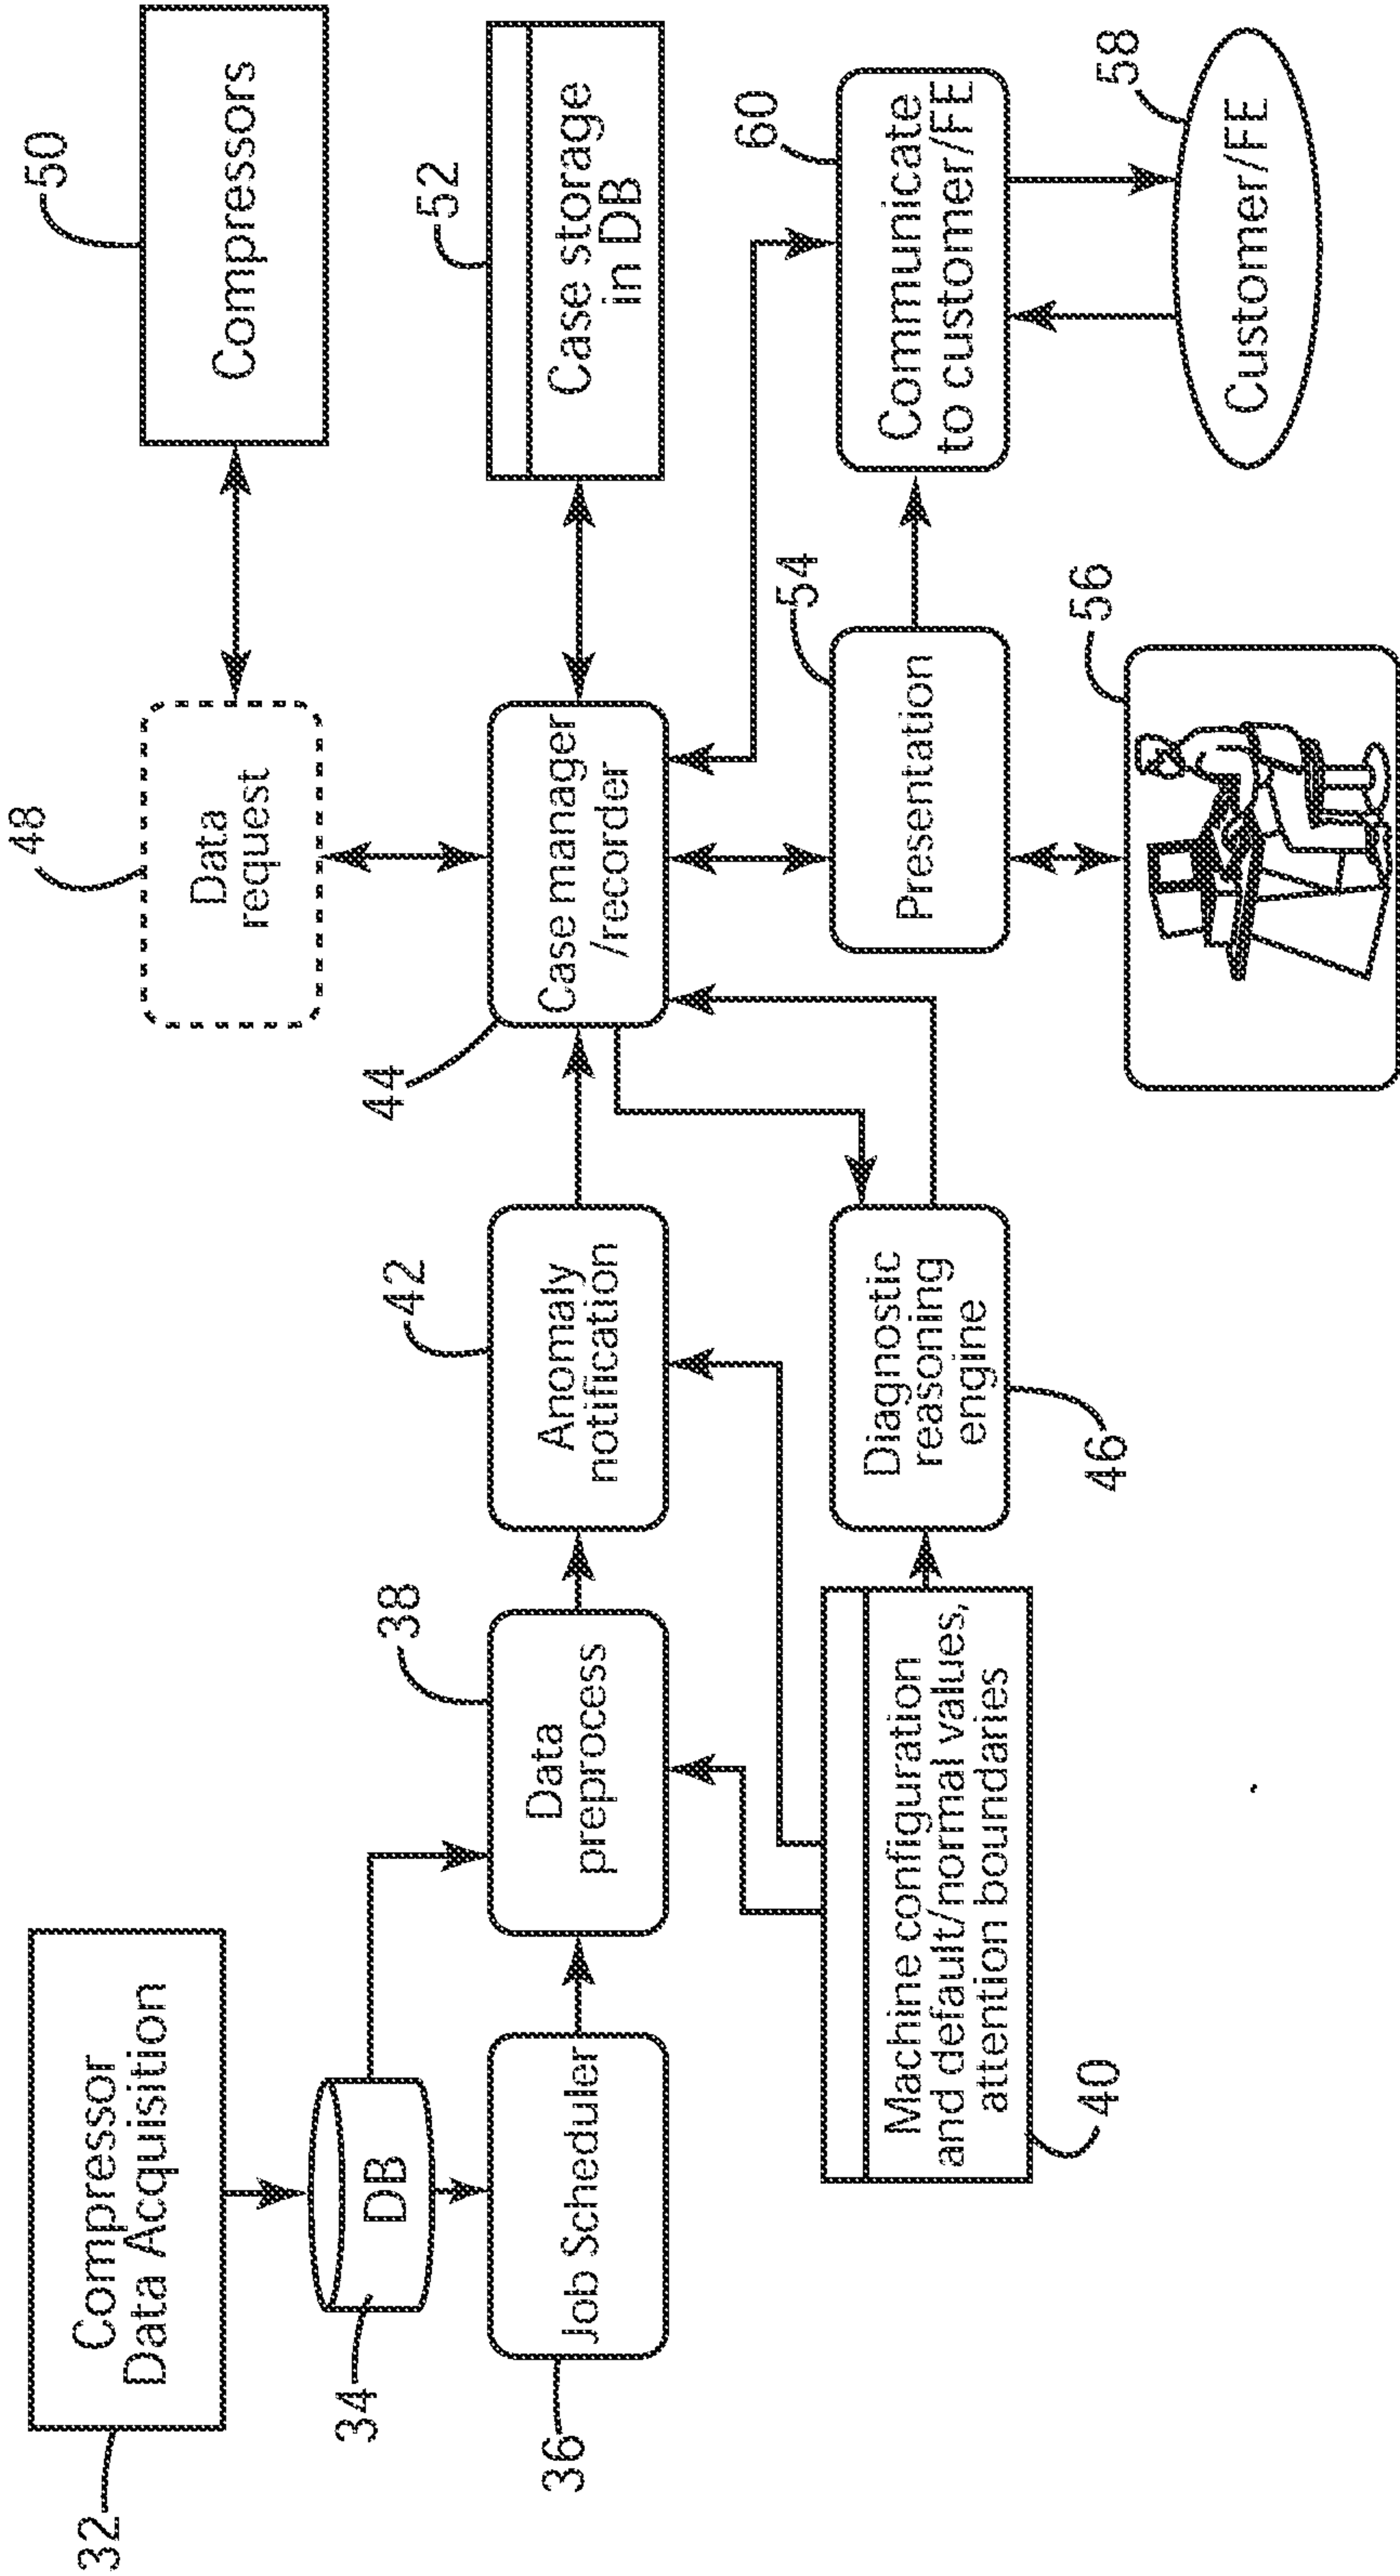 32
Compressor
Data Acquisition
34
DB
36
Job Scheduler
38
Data
preprocess
40
Machine configuration
and default/normal values,
attention boundaries
42
Anomaly
notification
44
Case manager
/recorder
46
Diagnostic
reasoning
engine
48
Data
request
50
Compressors
52
Case storage
in DB
54
Presentation
56
60
Communicate
to customer/FE
58
Customer/FE